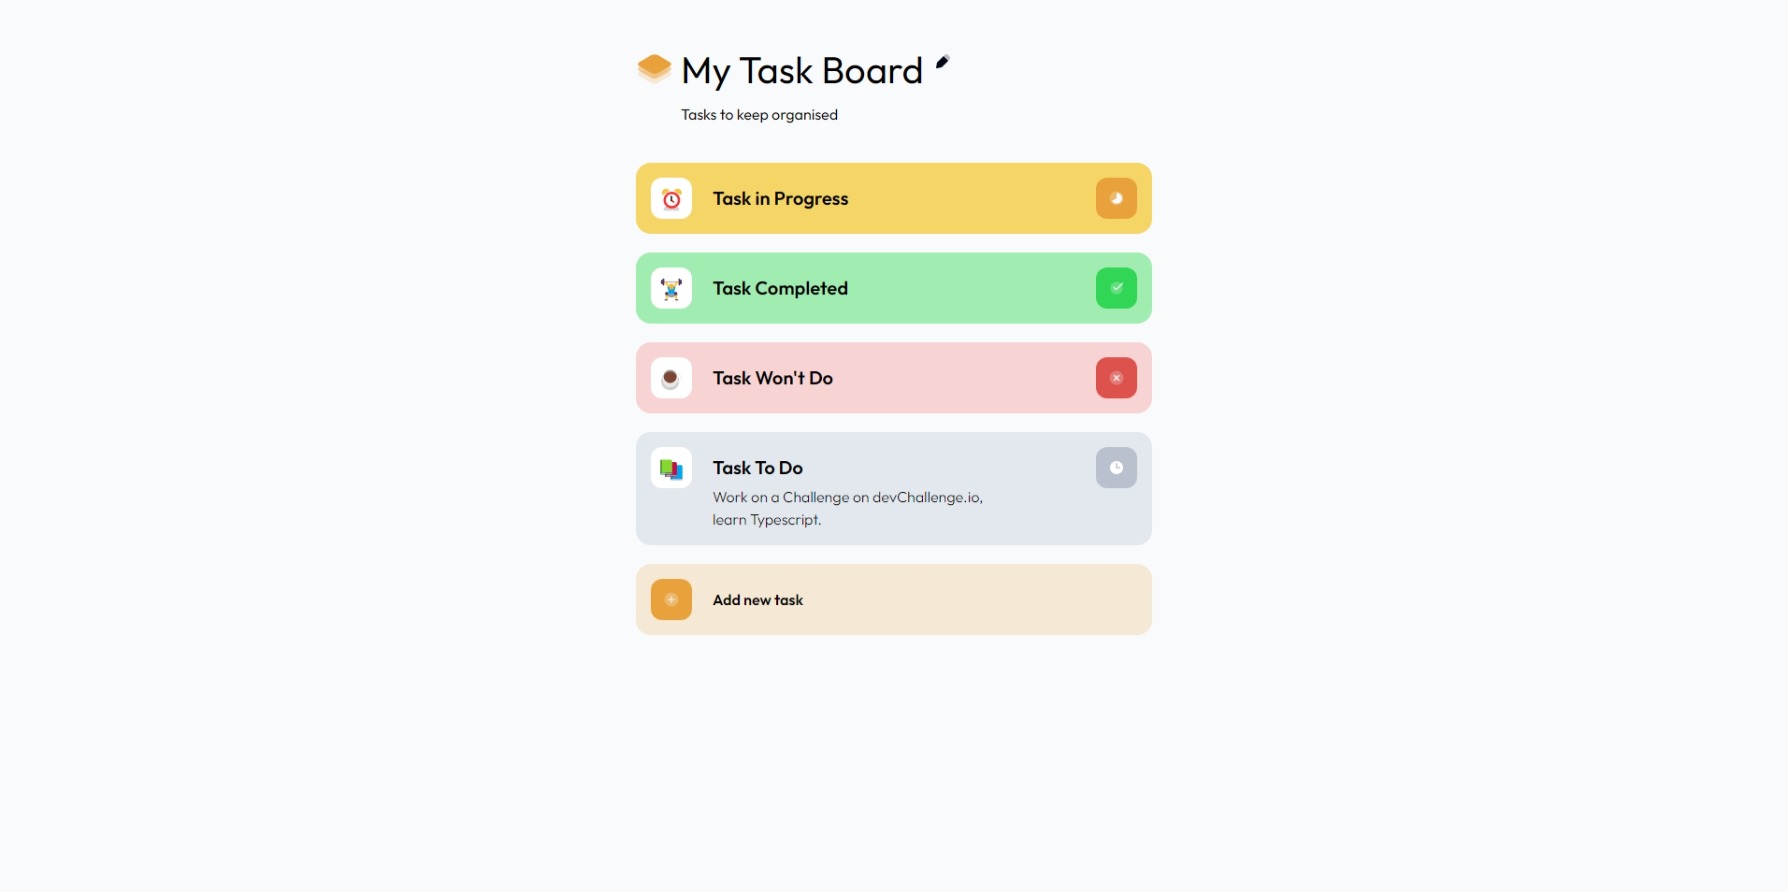 My Task Board
Tasks to keep organised
Task in Progress
Task Completed
Task Won't Do
Task To Do
Work on a Challenge on devChallenge.io,
learn Typescript.
Add new task